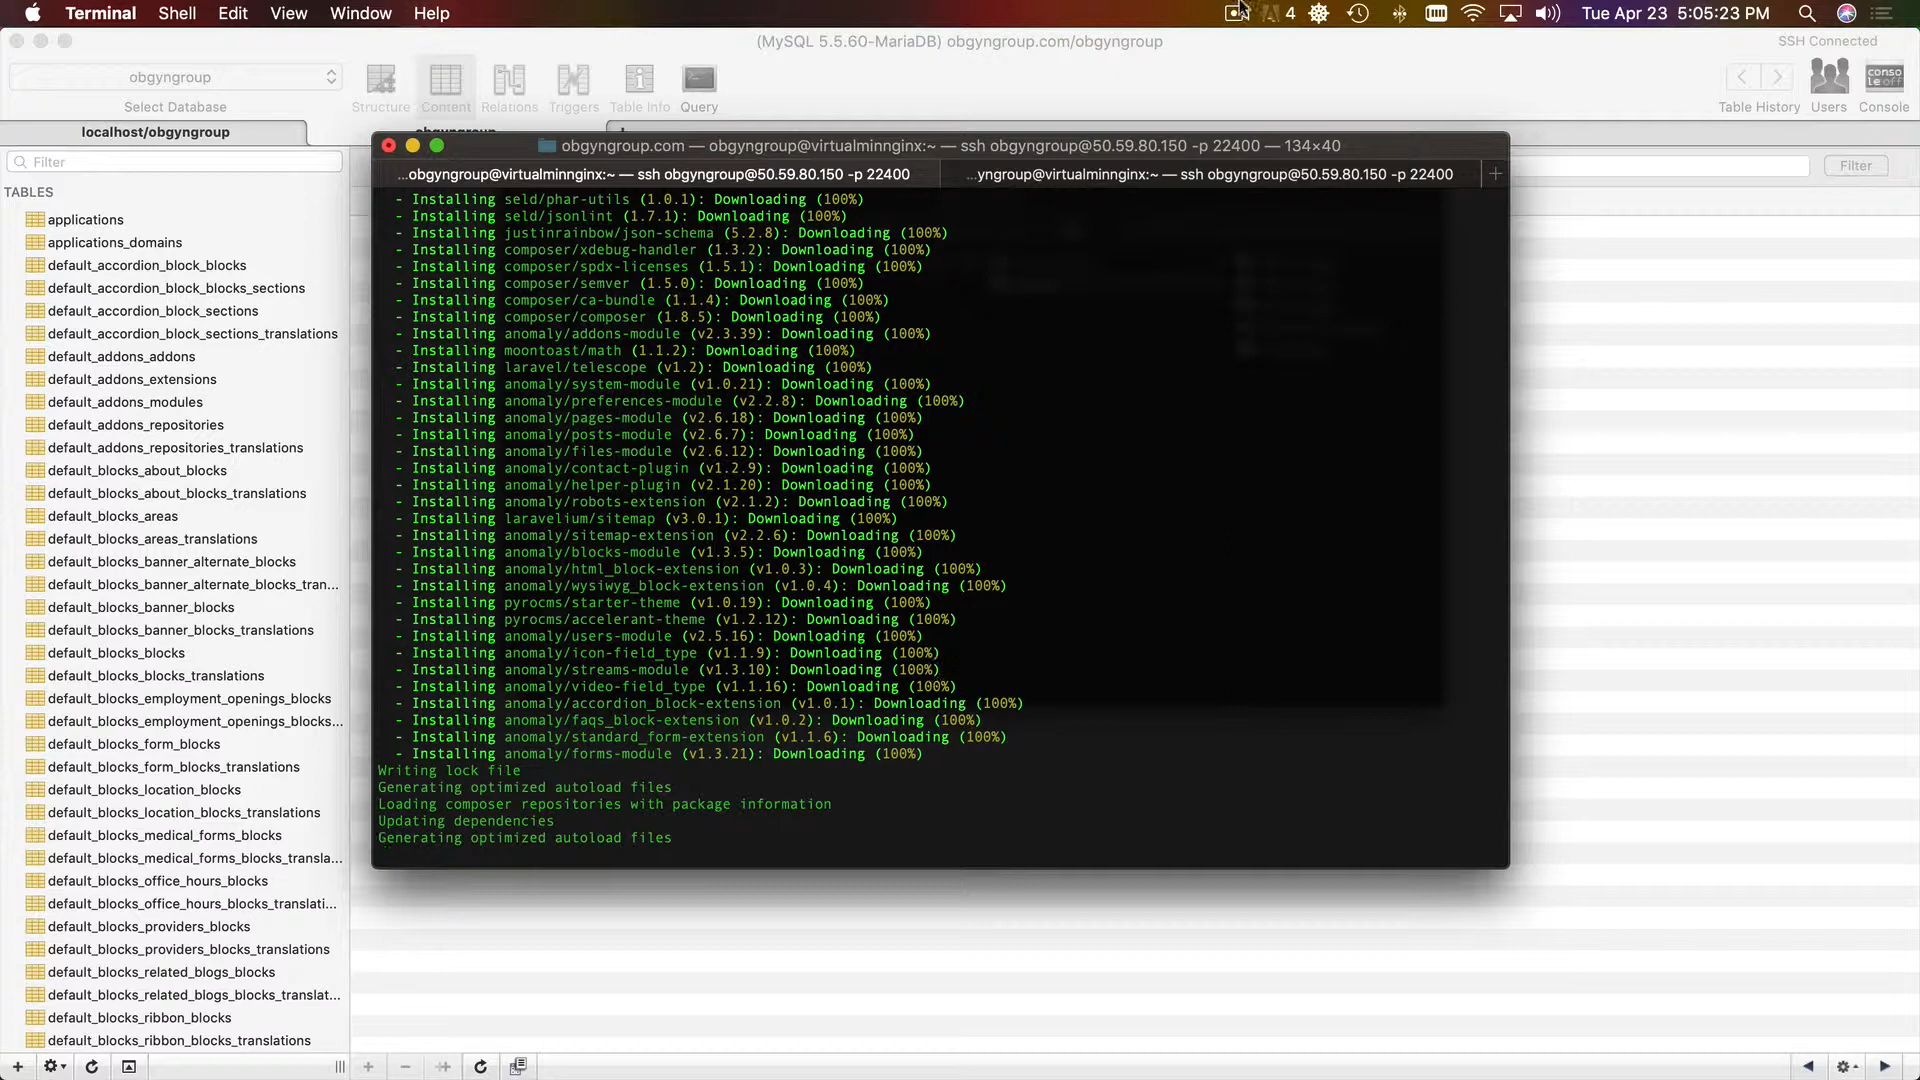 Terminal Shell Edit View Window Help
4
Tue Apr 23 5:05:23 PM
(MySQL 5.5.60-MariaDB) obgyngroup.com/obgyngroup
SSH Connected
obgyngroup
Select Database
Structure Content Relations Triggers Table Info Query
Table History Users Console
localhost/obgyngroup
obgyngroup
Filter
Filter
TABLES
applications
applications_domains
default_accordion_block_blocks
default_accordion_block_blocks_sections
default_accordion_block_sections
default_accordion_block_sections_translations
default_addons_addons
default_addons_extensions
default_addons_modules
default_addons_repositories
default_addons_repositories_translations
default_blocks_about_blocks
default_blocks_about_blocks_translations
default_blocks_areas
default_blocks_areas_translations
default_blocks_banner_alternate_blocks
default_blocks_banner_alternate_blocks_tran...
default_blocks_banner_blocks
default_blocks_banner_blocks_translations
default_blocks_blocks
default_blocks_blocks_translations
default_blocks_employment_openings_blocks
default_blocks_employment_openings_blocks...
default_blocks_form_blocks
default_blocks_form_blocks_translations
default_blocks_location_blocks
default_blocks_location_blocks_translations
default_blocks_medical_forms_blocks
default_blocks_medical_forms_blocks_transla...
default_blocks_office_hours_blocks
default_blocks_office_hours_blocks_translati...
default_blocks_providers_blocks
default_blocks_providers_blocks_translations
default_blocks_related_blogs_blocks
default_blocks_related_blogs_blocks_translat...
default_blocks_ribbon_blocks
default_blocks_ribbon_blocks_translations
obgyngroup.com — obgyngroup@virtualminnginx:~ — ssh obgyngroup@50.59.80.150 -p 22400 — 134×40
...obgyngroup@virtualminnginx:~ — ssh obgyngroup@50.59.80.150 -p 22400
...yngroup@virtualminnginx:~ — ssh obgyngroup@50.59.80.150 -p 22400
- Installing seld/phar-utils (1.0.1): Downloading (100%)
- Installing seld/jsonlint (1.7.1): Downloading (100%)
- Installing justinrainbow/json-schema (5.2.8): Downloading (100%)
- Installing composer/xdebug-handler (1.3.2): Downloading (100%)
- Installing composer/spdx-licenses (1.5.1): Downloading (100%)
- Installing composer/semver (1.5.0): Downloading (100%)
- Installing composer/ca-bundle (1.1.4): Downloading (100%)
- Installing composer/composer (1.8.5): Downloading (100%)
- Installing anomaly/addons-module (v2.3.39): Downloading (100%)
- Installing moontoast/math (1.1.2): Downloading (100%)
- Installing laravel/telescope (v1.2): Downloading (100%)
- Installing anomaly/system-module (v1.0.21): Downloading (100%)
- Installing anomaly/preferences-module (v2.2.8): Downloading (100%)
- Installing anomaly/pages-module (v2.6.18): Downloading (100%)
- Installing anomaly/posts-module (v2.6.7): Downloading (100%)
- Installing anomaly/files-module (v2.6.12): Downloading (100%)
- Installing anomaly/contact-plugin (v1.2.9): Downloading (100%)
- Installing anomaly/helper-plugin (v2.1.20): Downloading (100%)
- Installing anomaly/robots-extension (v2.1.2): Downloading (100%)
- Installing laravelium/sitemap (v3.0.1): Downloading (100%)
- Installing anomaly/sitemap-extension (v2.2.6): Downloading (100%)
- Installing anomaly/blocks-module (v1.3.5): Downloading (100%)
- Installing anomaly/html_block-extension (v1.0.3): Downloading (100%)
- Installing anomaly/wysiwyg_block-extension (v1.0.4): Downloading (100%)
- Installing pyrocms/starter-theme (v1.0.19): Downloading (100%)
- Installing pyrocms/accelerant-theme (v1.2.12): Downloading (100%)
- Installing anomaly/users-module (v2.5.16): Downloading (100%)
- Installing anomaly/icon-field_type (v1.1.9): Downloading (100%)
- Installing anomaly/streams-module (v1.3.10): Downloading (100%)
- Installing anomaly/video-field_type (v1.1.16): Downloading (100%)
- Installing anomaly/accordion_block-extension (v1.0.1): Downloading (100%)
- Installing anomaly/faqs_block-extension (v1.0.2): Downloading (100%)
- Installing anomaly/standard_form-extension (v1.1.6): Downloading (100%)
- Installing anomaly/forms-module (v1.3.21): Downloading (100%)
Writing lock file
Generating optimized autoload files
Loading composer repositories with package information
Updating dependencies
Generating optimized autoload files